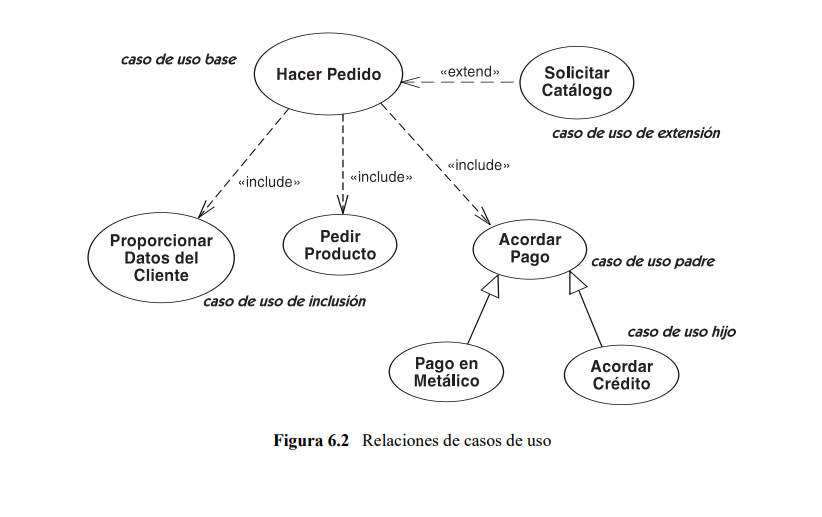 caso de uso base
Hacer Pedido
«extend»
Solicitar
Catálogo
caso de uso de extensión
«include»
«include»
«include»
Proporcionar
Datos del
Cliente
caso de uso de inclusión
Pedir
Producto
Acordar
Pago
caso de uso padre
caso de uso hijo
Pago en
Metálico
Acordar
Crédito
Figura 6.2 Relaciones de casos de uso